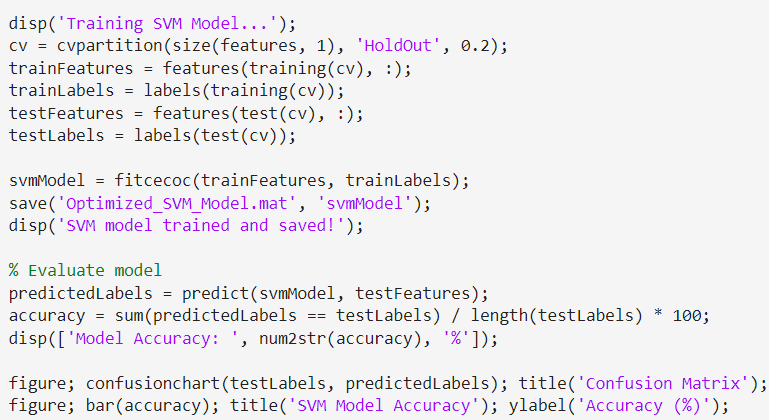 disp('Training SVM Model...');
cv = cvpartition(size(features, 1), 'HoldOut', 0.2);
trainFeatures = features(training(cv), :);
trainLabels = labels(training(cv));
testFeatures = features(test(cv), :);
testLabels = labels(test(cv));
svmModel = fitcecoc(trainFeatures, trainLabels);
save('Optimized_SVM_Model.mat', 'svmModel');
disp('SVM model trained and saved!');
% Evaluate model
predictedLabels = predict(svmModel, testFeatures);
accuracy = sum(predictedLabels == testLabels) / length(testLabels) * 100;
disp(['Model Accuracy: ', num2str(accuracy), '%']);
figure; confusionchart(testLabels, predictedLabels); title('Confusion Matrix');
figure; bar(accuracy); title('SVM Model Accuracy'); ylabel('Accuracy (%)');